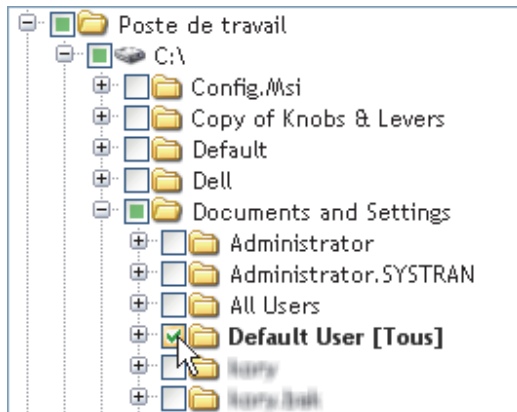 Poste de travail
C:\
Config.Msi
Copy of Knobs & Levers
Default
Dell
Documents and Settings
Administrator
Administrator.SYSTRAN
All Users
Default User [Tous]